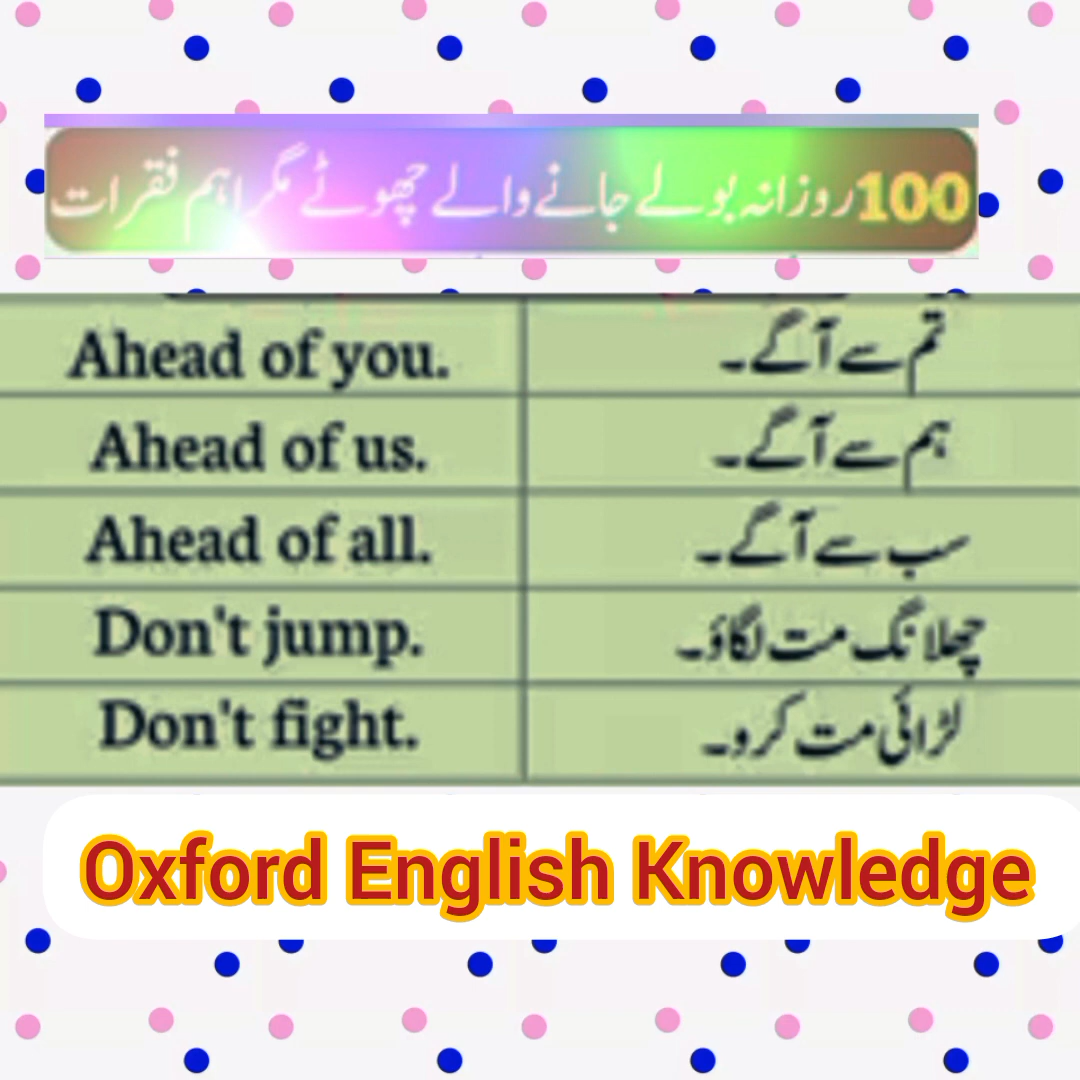 100 روزانہ بولے جانے والے چھوٹے مگر اہم فقرات
Ahead of you. تم سے آگے۔
Ahead of us. ہم سے آگے۔
Ahead of all. سب سے آگے۔
Don't jump. چھلانگ مت لگاؤ۔
Don't fight. لڑائی مت کرو۔
Oxford English Knowledge